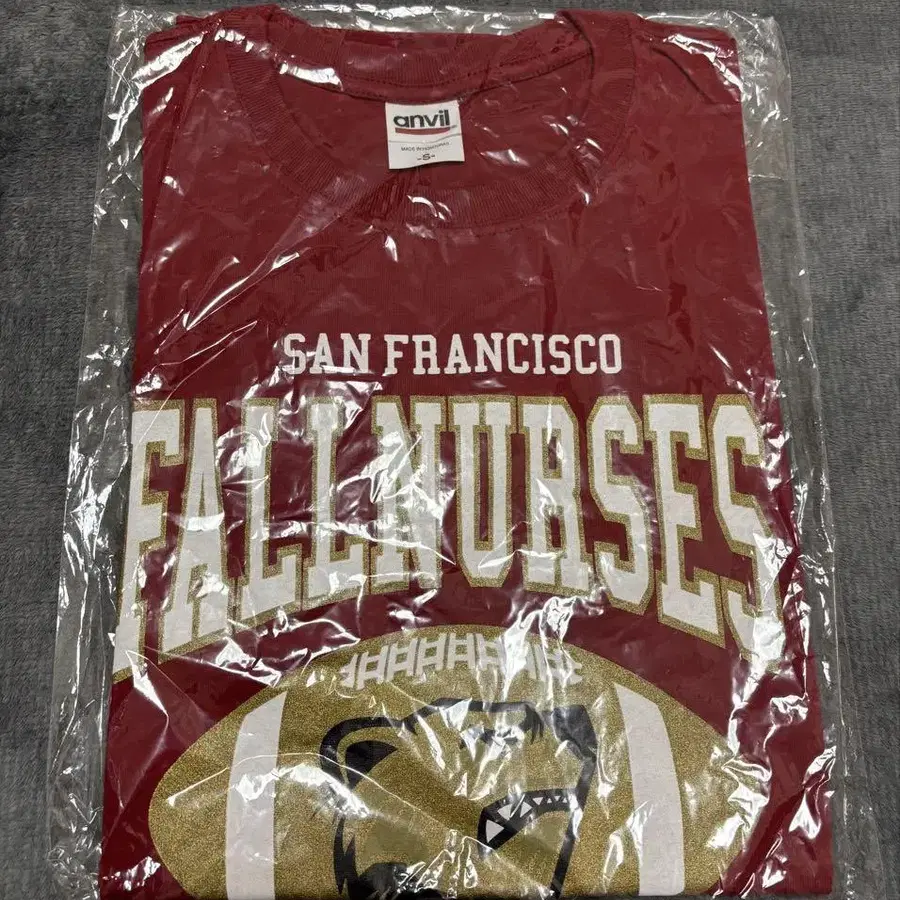 anvil
-S-
SAN FRANCISCO
FALLNURSES